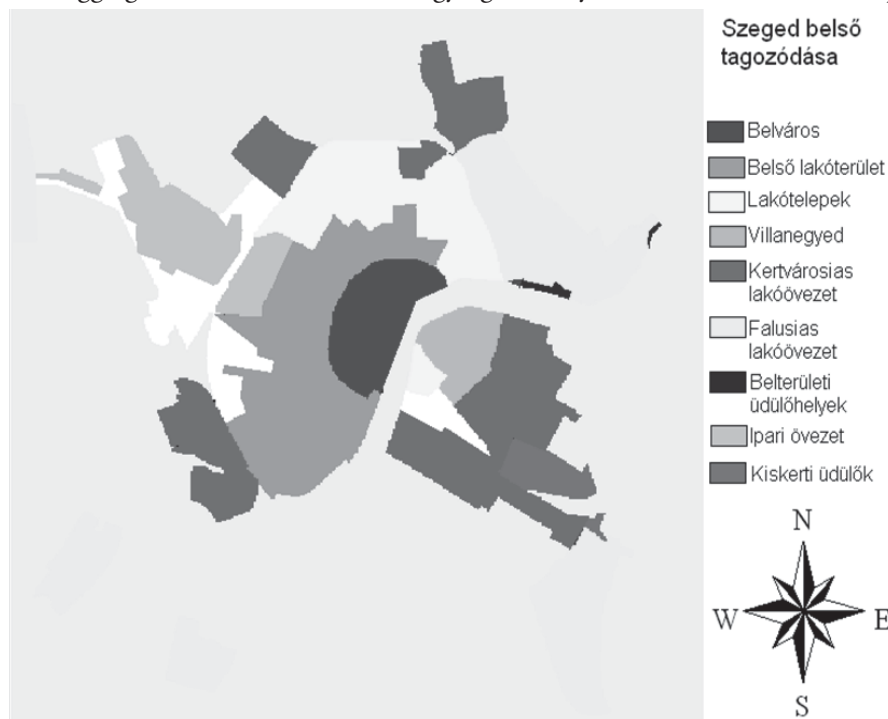 Szeged belső
tagozódása
Belváros
Belső lakóterület
Lakótelepek
Villanegyed
Kertvárosias
lakóövezet
Falusias
lakóövezet
Belterületi
üdülőhelyek
Ipari övezet
Kiskerti üdülők
N
W E
S